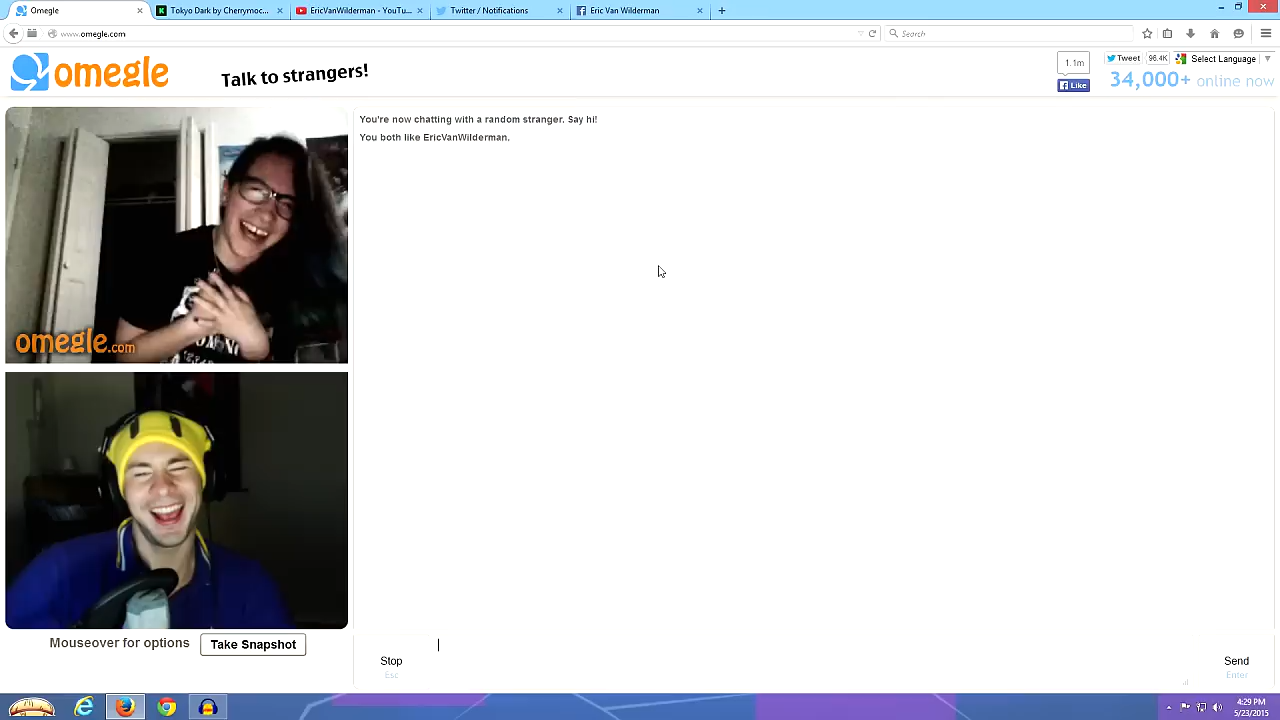 Omegle
Tokyo Dark by Cherrymoc...
EricVanWilderman - YouTu...
Twitter / Notifications
Eric Van Wilderman
www.omegle.com
Search
omegle
Talk to strangers!
1.1m
Like
Tweet
96.4K
Select Language
34,000+ online now
You're now chatting with a random stranger. Say hi!
You both like EricVanWilderman.
omegle.com
Mouseover for options
Take Snapshot
Stop
Esc
Send
Enter
4:29 PM
5/23/2015